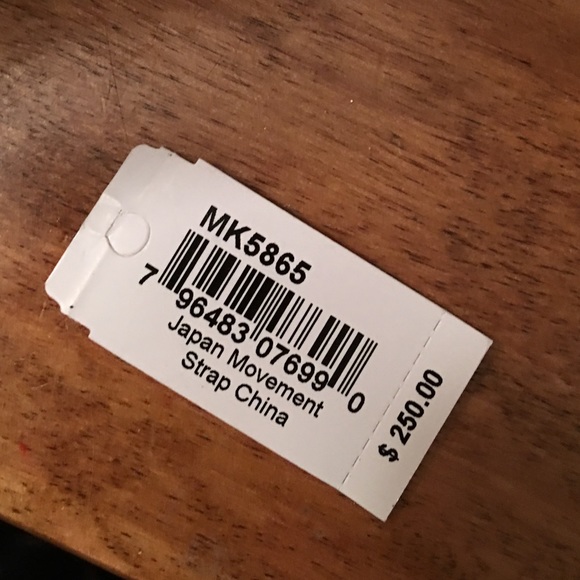 MK5865
7 96483 07699 0
Japan Movement
Strap China
$ 250.00